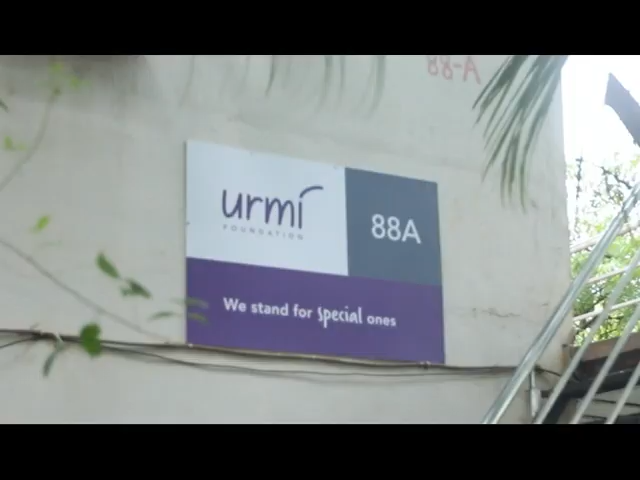 88-A
urmi
FOUNDATION
88A
We stand for special ones